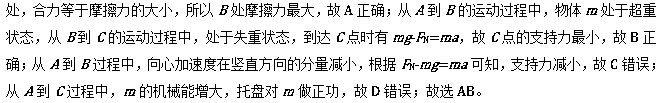 处，合力等于摩擦力的大小，所以 B 处摩擦力最大，故 A 正确；从 A 到 B 的运动过程中，物体 m 处于超重
状态，从 B 到 C 的运动过程中，处于失重状态，到达 C 点时有 mg-FN=ma，故 C 点的支持力最小，故 B 正
确；从 A 到 B 过程中，向心加速度在竖直方向的分量减小，根据 FN-mg=ma 可知，支持力减小，故 C 错误；
从 A 到 C 过程中，m 的机械能增大，托盘对 m 做正功，故 D 错误；故选 AB。